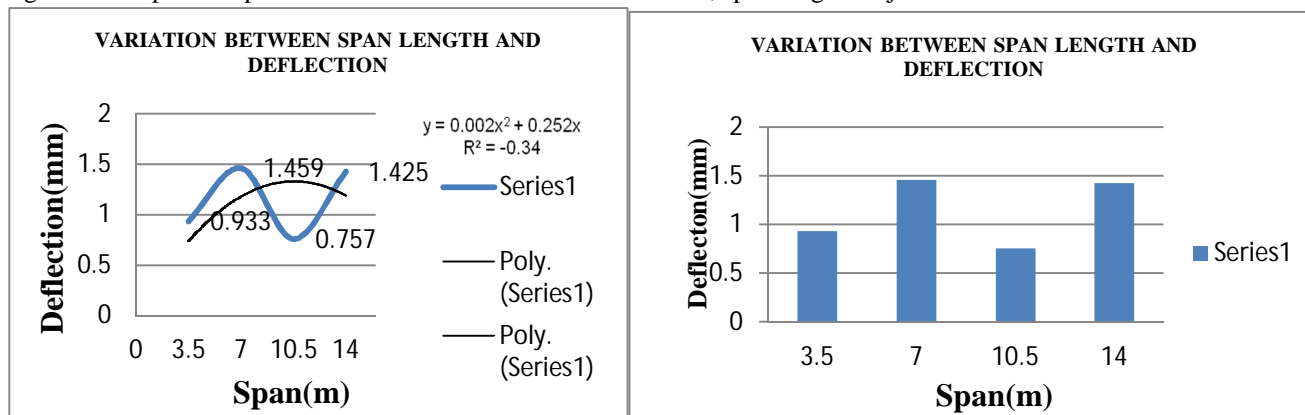 VARIATION BETWEEN SPAN LENGTH AND
DEFLECTION
Deflection(mm)
2
1.5
1
0.5
0
0 3.5 7 10.5 14
Span(m)
0.933
1.459
0.757
1.425
y = 0.002x² + 0.252x
R² = -0.34
Series1
Poly.
(Series1)
Poly.
(Series1)
VARIATION BETWEEN SPAN LENGTH AND
DEFLECTION
Deflecton(mm)
2
1.5
1
0.5
0
3.5 7 10.5 14
Span(m)
Series1